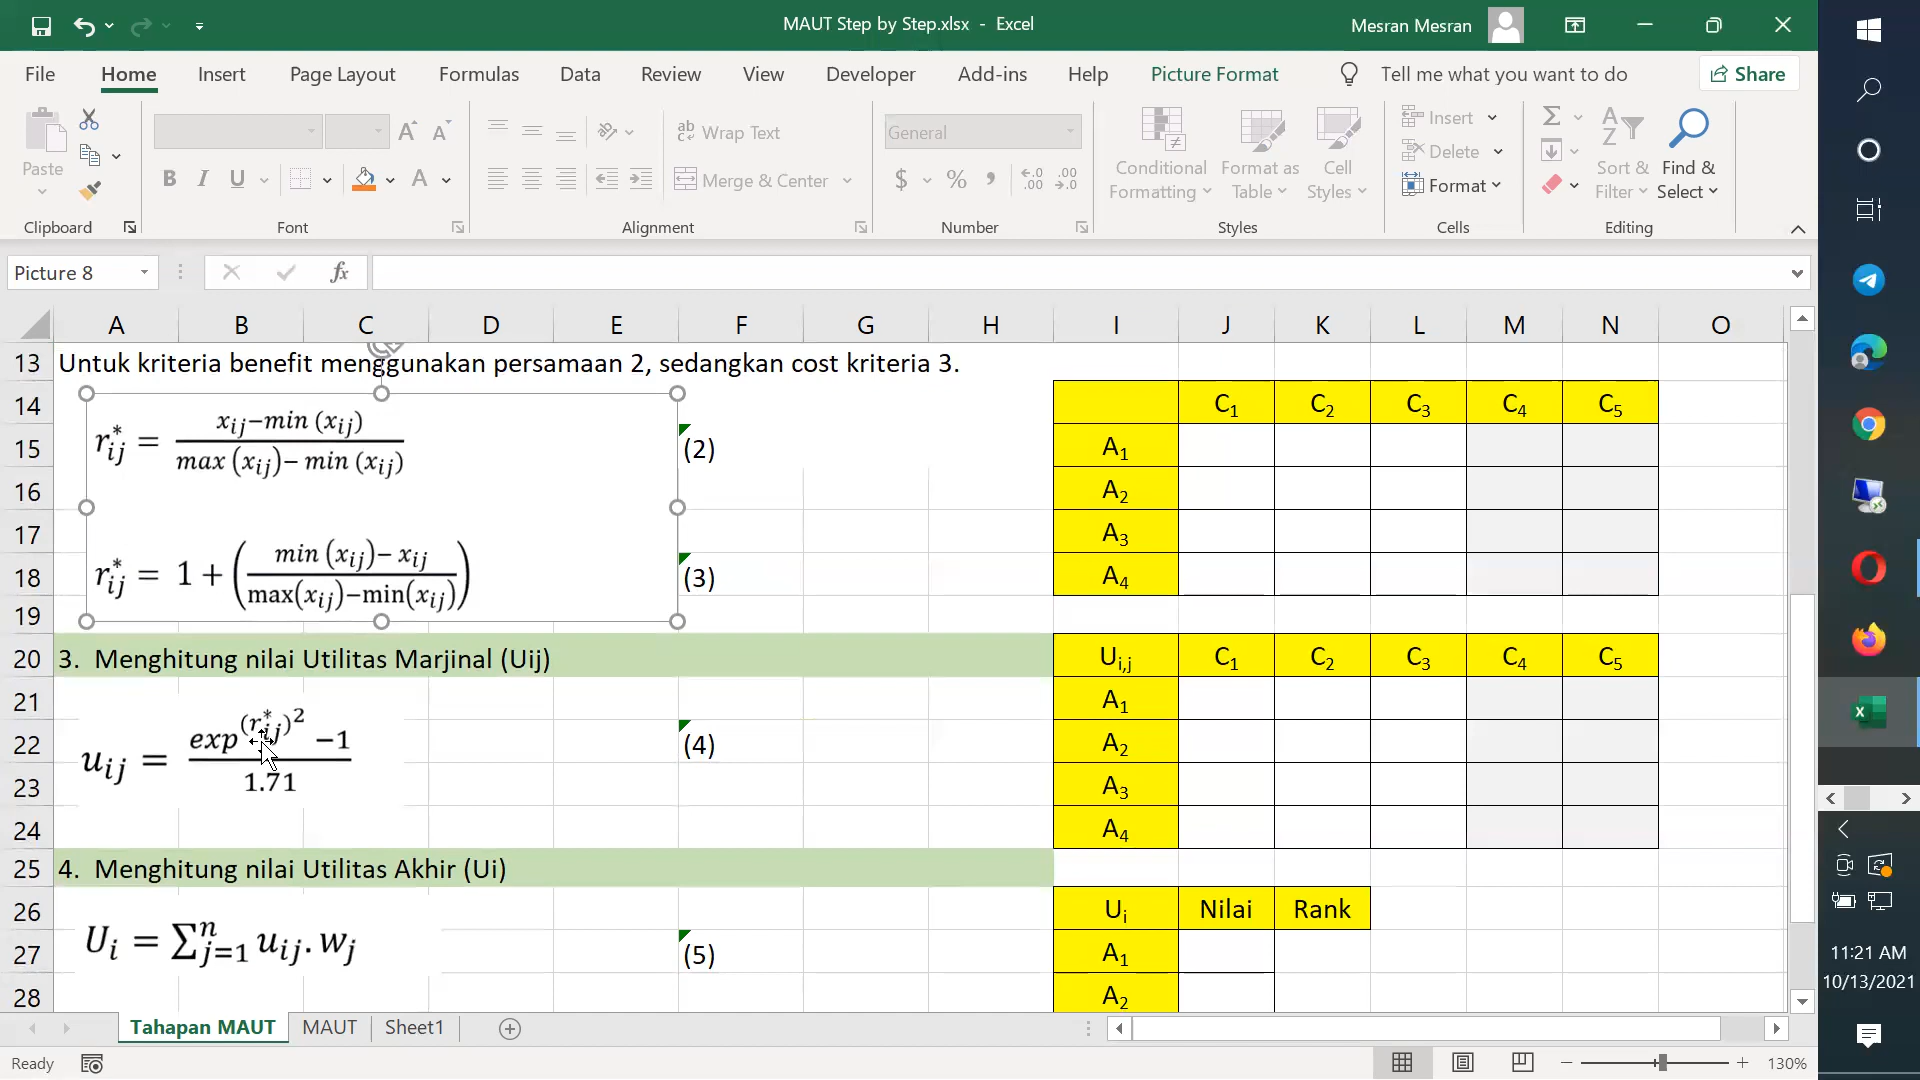 MAUT Step by Step.xlsx - Excel
Mesran Mesran
File Home Insert Page Layout Formulas Data Review View Developer Add-ins Help Picture Format Tell me what you want to do Share
Paste
Clipboard
A A
B I U A
Font
ab Wrap Text
Merge & Center
Alignment
General
$ % ,
Number
Conditional Formatting
Format as Table
Cell Styles
Styles
Insert
Delete
Format
Cells
Sort & Filter
Find & Select
Editing
Picture 8
fx
A B C D E F G H I J K L M N O
13 Untuk kriteria benefit menggunakan persamaan 2, sedangkan cost kriteria 3.
14 C₁ C₂ C₃ C₄ C₅
r*ᵢⱼ = (xᵢⱼ−min (xᵢⱼ)) / (max (xᵢⱼ)− min (xᵢⱼ))
15 (2) A₁
16 A₂
17 A₃
r*ᵢⱼ = 1 + ((min (xᵢⱼ)− xᵢⱼ) / (max(xᵢⱼ)−min(xᵢⱼ)))
18 (3) A₄
19
20 3. Menghitung nilai Utilitas Marjinal (Uij) Uᵢ,ⱼ C₁ C₂ C₃ C₄ C₅
21 A₁
uᵢⱼ = (exp^(r*ᵢⱼ)² −1) / 1.71
22 (4) A₂
23 A₃
24 A₄
25 4. Menghitung nilai Utilitas Akhir (Ui)
26 Uᵢ Nilai Rank
Uᵢ = ∑ⁿⱼ₌₁ uᵢⱼ. wⱼ
27 (5) A₁
28 A₂
Tahapan MAUT MAUT Sheet1
Ready
130%
11:21 AM
10/13/2021